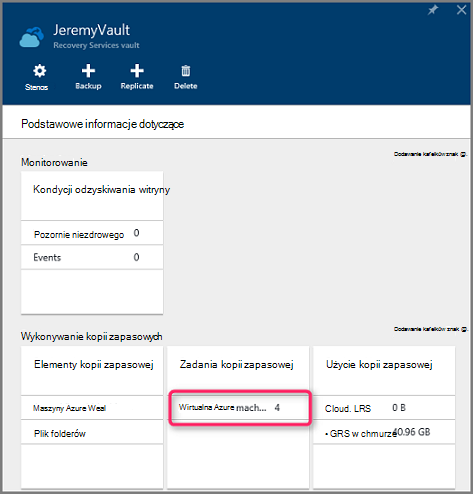 JeremyVault
Recovery Services vault
Stenos
Backup
Replicate
Delete
Podstawowe informacje dotyczące
Dodawanie kafelków znak @.
Monitorowanie
Kondycji odzyskiwania witryny
Pozornie niezdrowego 0
Events 0
Dodawanie kafelków znak @.
Wykonywanie kopii zapasowych
Elementy kopii zapasowej
Maszyny Azure Weal
Plik folderów
Zadania kopii zapasowej
Wirtualna Azure mach... 4
Użycie kopii zapasowej
Cloud. LRS 0 B
• GRS w chmurze 40.96 GB